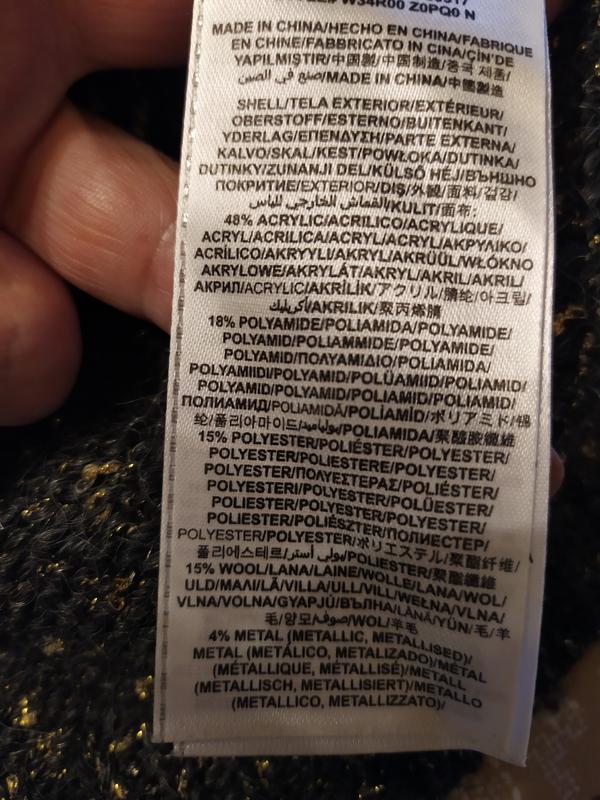 W34R00 Z0PQ0 N
MADE IN CHINA/HECHO EN CHINA/FABRIQUE
EN CHINE/FABBRICATO IN CINA/ÇİN'DE
YAPILMIŞTIR/中国製/中国制造/중국 제품/
صنع في الصين/MADE IN CHINA/中國製造
SHELL/TELA EXTERIOR/EXTÉRIEUR/
OBERSTOFF/ESTERNO/BUITENKANT/
YDERLAG/ΕΠΕΝΔΥΣΗ/PARTE EXTERNA/
KALVO/SKAL/KEST/POWŁOKA/DUTINKA/
DUTINKY/ZUNANJI DEL/KÜLSŐ HÉJ/ВЪНШНО
ПОКРИТИЕ/EXTERIOR/DIŞ/外側/面料/겉감/
القماش الخارجي للباس/KULIT/面布:
48% ACRYLIC/ACRILICO/ACRYLIQUE/
ACRYL/ACRILICA/ACRYL/ACRYL/ΑΚΡΥΛΙΚΟ/
ACRÍLICO/AKRYYLI/AKRYL/AKRÜÜL/WŁÓKNO
AKRYLOWE/AKRYLÁT/AKRYL/AKRIL/AKRIL/
АКРИЛ/ACRYLIC/AKRİLİK/アクリル/腈纶/아크릴/
أكريليك/AKRILIK/聚丙烯腈
18% POLYAMIDE/POLIAMIDA/POLYAMIDE/
POLYAMID/POLIAMMIDE/POLYAMIDE/
POLYAMID/ΠΟΛΥΑΜΙΔΙΟ/POLIAMIDA/
POLYAMIIDI/POLYAMID/POLÜAMIID/POLIAMID/
POLYAMID/POLYAMID/POLIAMID/POLIAMID/
ПОЛИАМИД/POLIAMIDĂ/POLİAMİD/ポリアミド/锦
纶/폴리아마이드/بولياميد/POLIAMIDA/聚醯胺纖維
15% POLYESTER/POLIÉSTER/POLYESTER/
POLYESTER/POLIESTERE/POLYESTER/
POLYESTER/ΠΟΛΥΕΣΤΕΡΑΣ/POLIÉSTER/
POLYESTERI/POLYESTER/POLÜESTER/
POLIESTER/POLYESTER/POLYESTER/
POLIESTER/POLIÉSZTER/ПОЛИЕСТЕР/
POLYESTER/POLYESTER/ポリエステル/聚酯纤维/
폴리에스테르/بولي أستر/POLIESTER/聚酯纖維
15% WOOL/LANA/LAINE/WOLLE/LANA/WOL/
ULD/ΜΑΛΙ/LÃ/VILLA/ULL/VILL/WEŁNA/VLNA/
VLNA/VOLNA/GYAPJÚ/ВЪЛНА/LÂNĂ/YÜN/毛/羊
毛/양모/صوف/WOL/羊毛
4% METAL (METALLIC, METALLISED)/
METAL (METÁLICO, METALIZADO)/MÉTAL
(MÉTALLIQUE, MÉTALLISÉ)/METALL
(METALLISCH, METALLISIERT)/METALLO
(METALLICO, METALLIZZATO)/